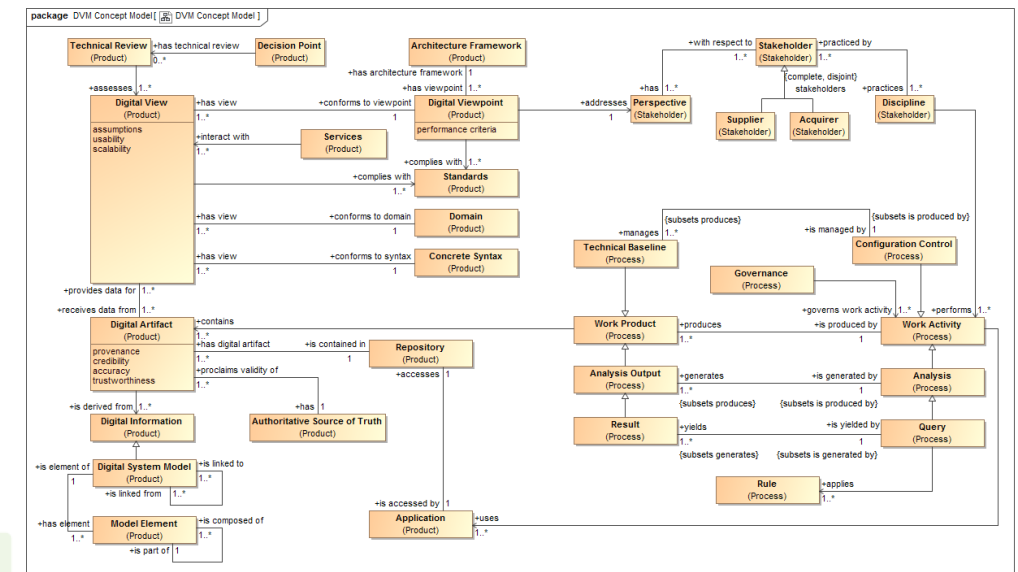 package DVM Concept Model[ DVM Concept Model ]
Technical Review
(Product)
+has technical review
0..*
Decision Point
(Product)
Architecture Framework
(Product)
+has architecture framework 1
+has viewpoint 1..*
+with respect to
1..*
Stakeholder
(Stakeholder)
+practiced by
1..*
{complete, disjoint}
stakeholders
+assesses 1..*
Digital View
(Product)
assumptions
usability
scalability
+has view
1..*
+conforms to viewpoint
1
Digital Viewpoint
(Product)
performance criteria
+addresses
1
+has 1..*
Perspective
(Stakeholder)
Supplier
(Stakeholder)
Acquirer
(Stakeholder)
+practices 1..*
Discipline
(Stakeholder)
+interact with
1..*
Services
(Product)
+complies with 1..*
+complies with
1..*
Standards
(Product)
+has view
1..*
+conforms to domain
1
Domain
(Product)
+has view
1..*
+conforms to syntax
1
Concrete Syntax
(Product)
{subsets produces}
{subsets is produced by}
+manages 1..*
+is managed by 1
Technical Baseline
(Process)
Configuration Control
(Process)
Governance
(Process)
+provides data for 1..*
+receives data from 1..*
+governs work activity 1..*
+performs 1..*
Digital Artifact
(Product)
provenance
credibility
accuracy
trustworthiness
+contains
1..*
Work Product
(Process)
+produces
1..*
+is produced by
1
Work Activity
(Process)
+has digital artifact
1..*
+is contained in
1
Repository
(Product)
+accesses 1
+proclaims validity of
1..*
+has 1
Authoritative Source of Truth
(Product)
Analysis Output
(Process)
+generates
1..*
{subsets produces}
+is generated by
1
{subsets is produced by}
Analysis
(Process)
+is derived from 1..*
Digital Information
(Product)
Result
(Process)
+yields
1..*
{subsets generates}
+is yielded by
1
{subsets is generated by}
Query
(Process)
+is element of
1
Digital System Model
(Product)
+is linked to
1..*
+is linked from 1..*
Rule
(Process)
+applies
1..*
+has element
1..*
Model Element
(Product)
+is composed of
1..*
+is part of 1
+is accessed by 1
Application
(Product)
+uses
1..*